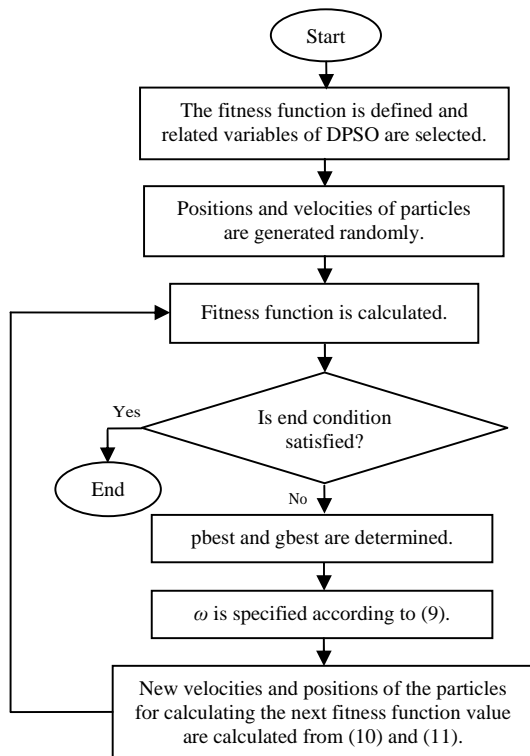 Start
The fitness function is defined and
related variables of DPSO are selected.
Positions and velocities of particles
are generated randomly.
Fitness function is calculated.
Yes
Is end condition
satisfied?
End
No
pbest and gbest are determined.
ω is specified according to (9).
New velocities and positions of the particles
for calculating the next fitness function value
are calculated from (10) and (11).